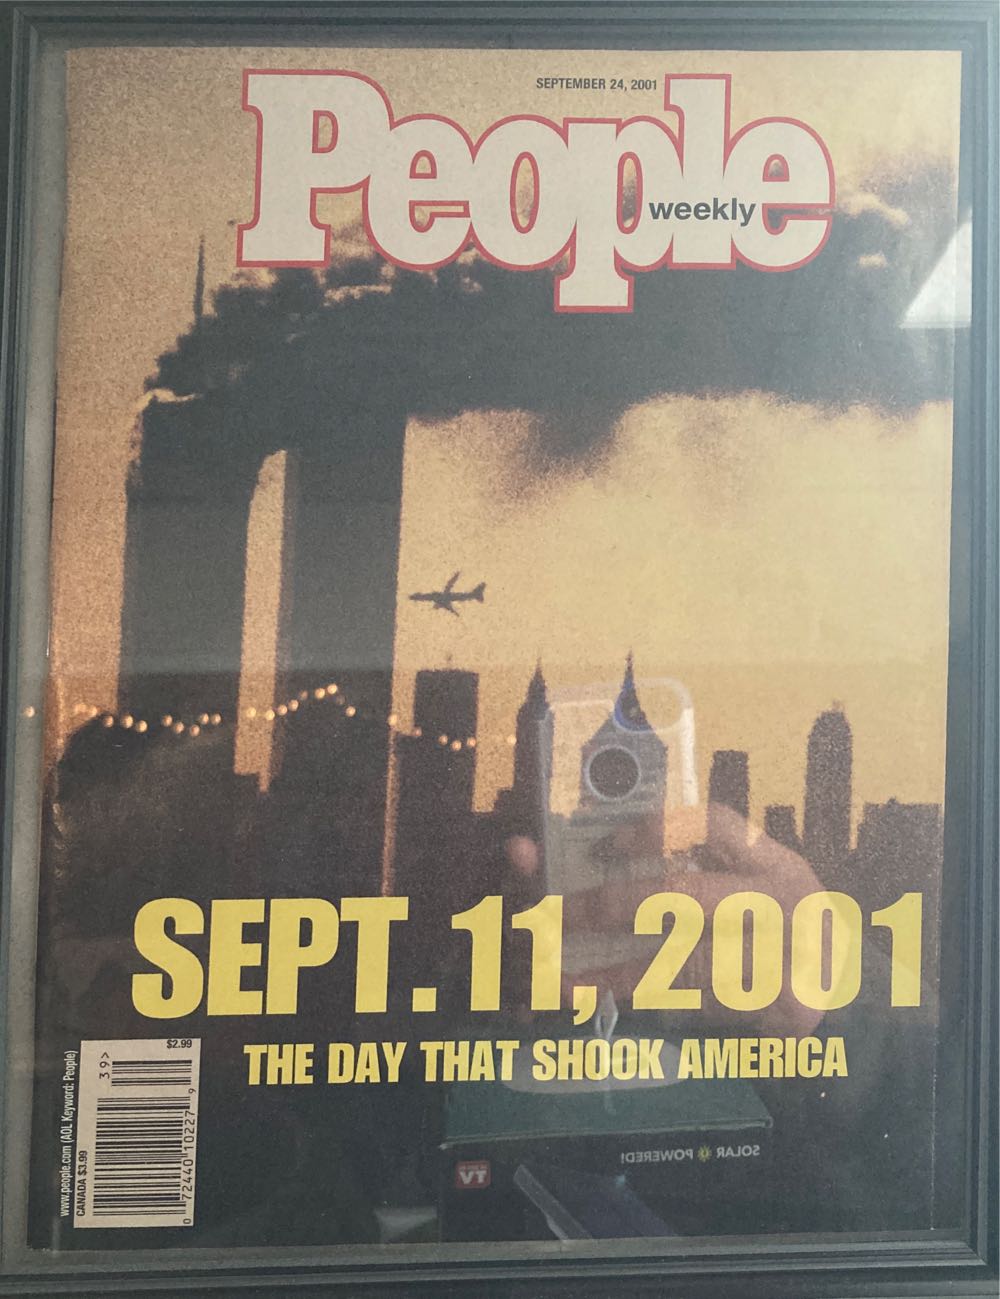 SEPTEMBER 24, 2001
People
weekly
SEPT. 11, 2001
THE DAY THAT SHOOK AMERICA
$2.99
39>
www.people.com (AOL Keyword: People)
CANADA $3.99
0 72440 10227 9
SOLAR POWERED!
TV